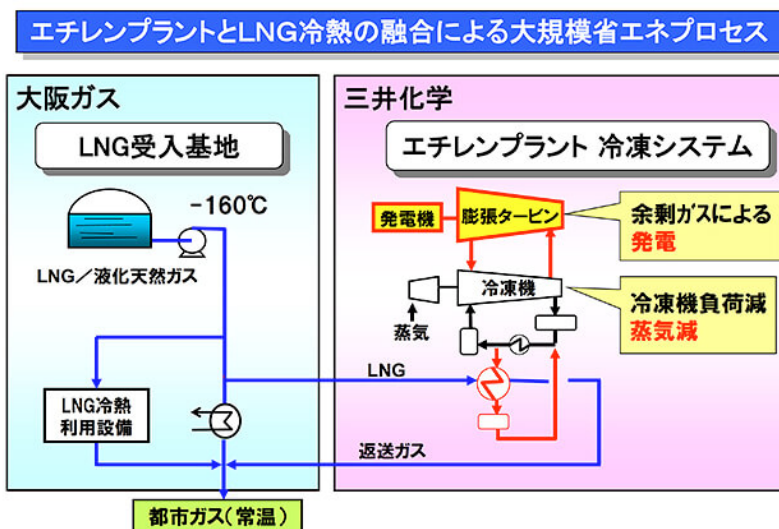 エチレンプラントとLNG冷熱の融合による大規模省エネプロセス
大阪ガス
LNG受入基地
-160℃
LNG／液化天然ガス
LNG冷熱
利用設備
都市ガス(常温)
三井化学
エチレンプラント 冷凍システム
発電機
膨張タービン
余剰ガスによる
発電
冷凍機
蒸気
冷凍機負荷減
蒸気減
LNG
返送ガス